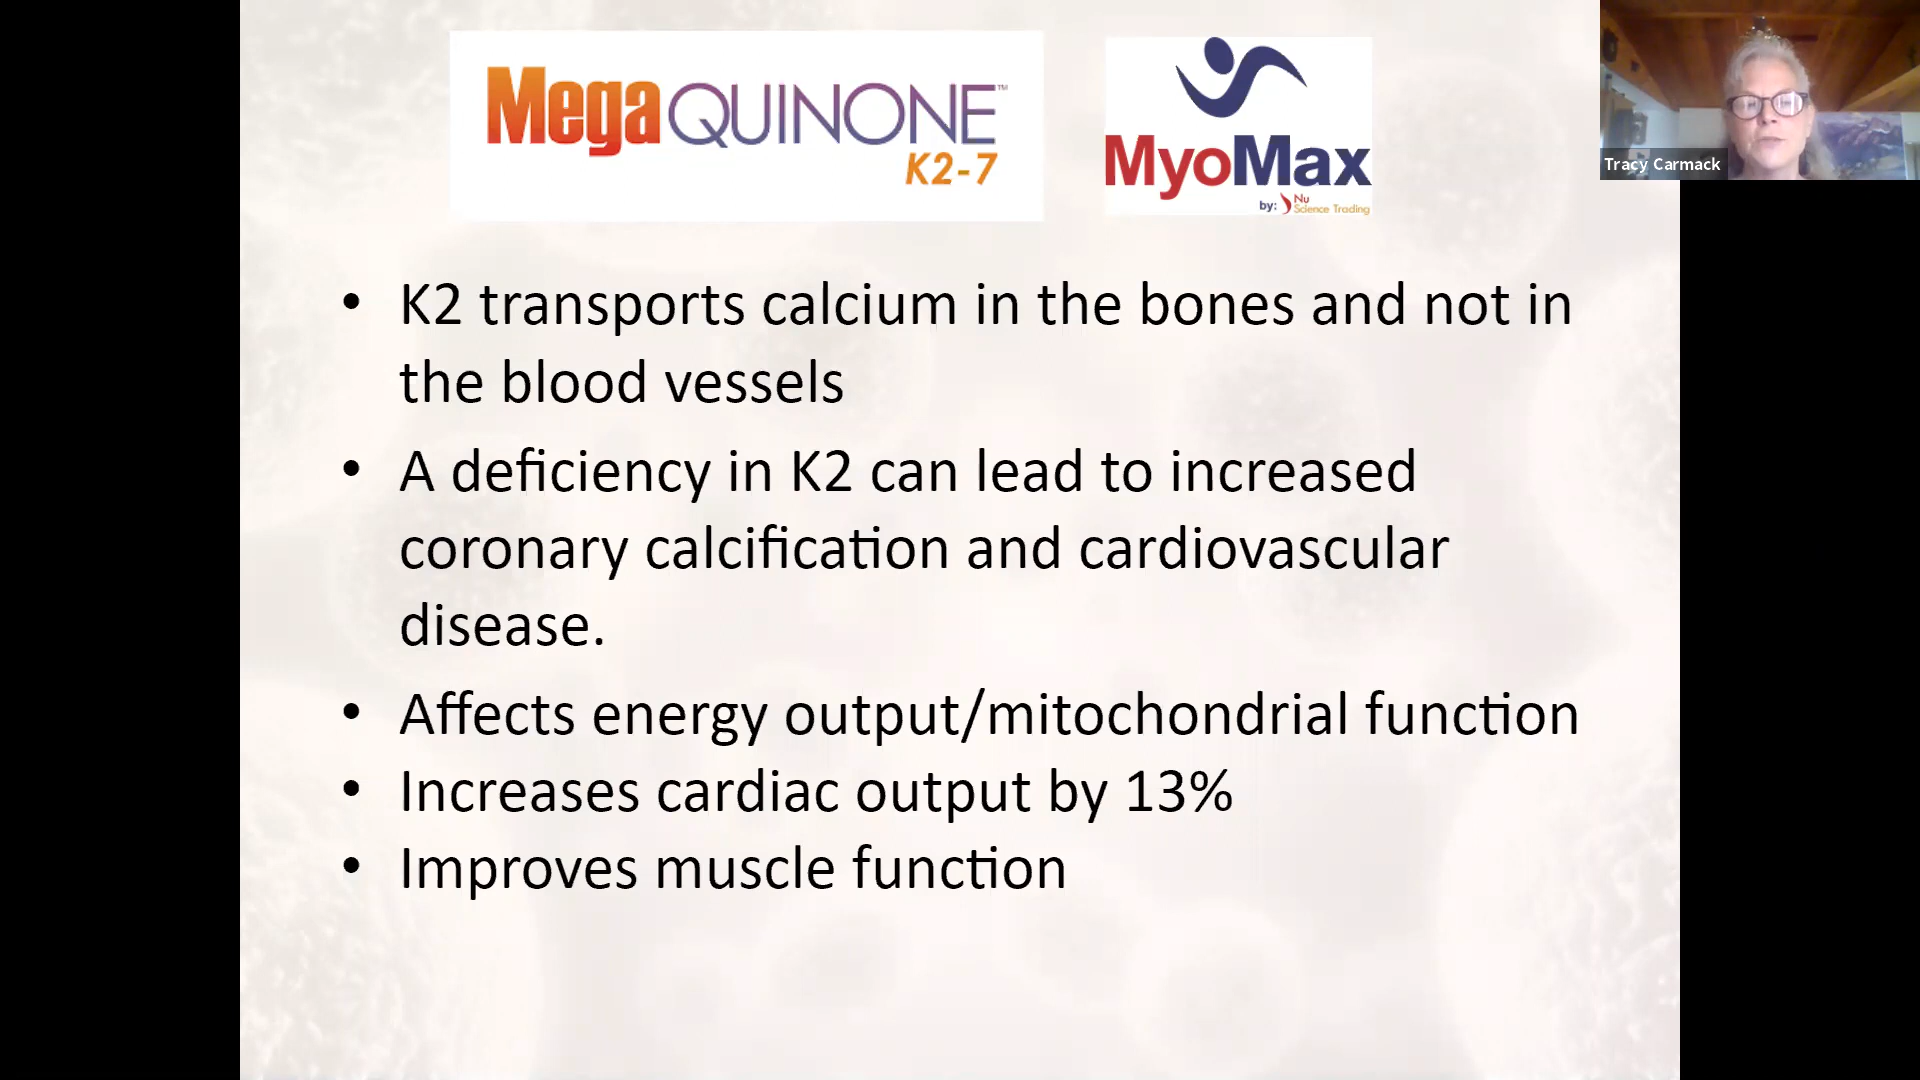 MegaQUINONE™
K2-7
MyoMax
by: Nu
Science Trading
Tracy Carmack
• K2 transports calcium in the bones and not in
the blood vessels
• A deficiency in K2 can lead to increased
coronary calcification and cardiovascular
disease.
• Affects energy output/mitochondrial function
• Increases cardiac output by 13%
• Improves muscle function